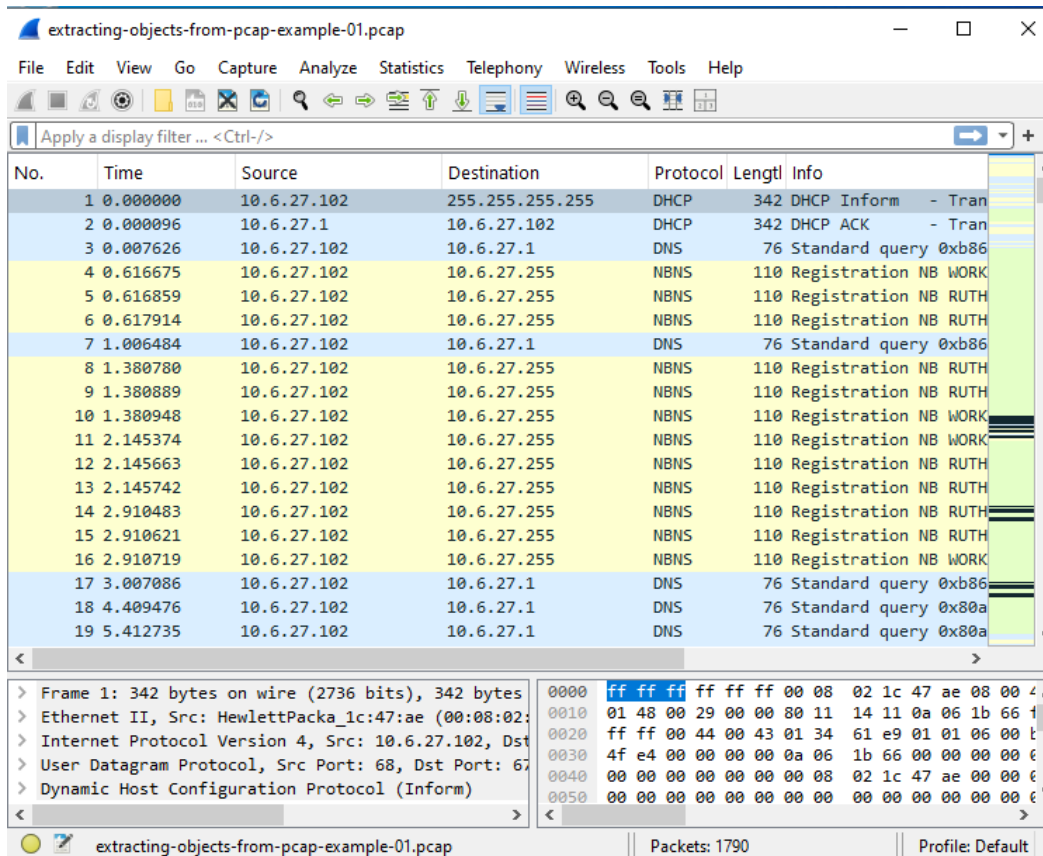 extracting-objects-from-pcap-example-01.pcap
File Edit View Go Capture Analyze Statistics Telephony Wireless Tools Help
Apply a display filter ... <Ctrl-/>
No. Time Source Destination Protocol Lengtl Info
1 0.000000 10.6.27.102 255.255.255.255 DHCP 342 DHCP Inform - Tran
2 0.000096 10.6.27.1 10.6.27.102 DHCP 342 DHCP ACK - Tran
3 0.007626 10.6.27.102 10.6.27.1 DNS 76 Standard query 0xb86
4 0.616675 10.6.27.102 10.6.27.255 NBNS 110 Registration NB WORK
5 0.616859 10.6.27.102 10.6.27.255 NBNS 110 Registration NB RUTH
6 0.617914 10.6.27.102 10.6.27.255 NBNS 110 Registration NB RUTH
7 1.006484 10.6.27.102 10.6.27.1 DNS 76 Standard query 0xb86
8 1.380780 10.6.27.102 10.6.27.255 NBNS 110 Registration NB RUTH
9 1.380889 10.6.27.102 10.6.27.255 NBNS 110 Registration NB RUTH
10 1.380948 10.6.27.102 10.6.27.255 NBNS 110 Registration NB WORK
11 2.145374 10.6.27.102 10.6.27.255 NBNS 110 Registration NB WORK
12 2.145663 10.6.27.102 10.6.27.255 NBNS 110 Registration NB RUTH
13 2.145742 10.6.27.102 10.6.27.255 NBNS 110 Registration NB RUTH
14 2.910483 10.6.27.102 10.6.27.255 NBNS 110 Registration NB RUTH
15 2.910621 10.6.27.102 10.6.27.255 NBNS 110 Registration NB RUTH
16 2.910719 10.6.27.102 10.6.27.255 NBNS 110 Registration NB WORK
17 3.007086 10.6.27.102 10.6.27.1 DNS 76 Standard query 0xb86
18 4.409476 10.6.27.102 10.6.27.1 DNS 76 Standard query 0x80a
19 5.412735 10.6.27.102 10.6.27.1 DNS 76 Standard query 0x80a
> Frame 1: 342 bytes on wire (2736 bits), 342 bytes
> Ethernet II, Src: HewlettPacka_1c:47:ae (00:08:02:
> Internet Protocol Version 4, Src: 10.6.27.102, Dst
> User Datagram Protocol, Src Port: 68, Dst Port: 67
> Dynamic Host Configuration Protocol (Inform)
0000 ff ff ff ff ff ff 00 08 02 1c 47 ae 08 00
0010 01 48 00 29 00 00 80 11 14 11 0a 06 1b 66
0020 ff ff 00 44 00 43 01 34 61 e9 01 01 06 00
0030 4f e4 00 00 00 00 0a 06 1b 66 00 00 00 00
0040 00 00 00 00 00 00 00 08 02 1c 47 ae 00 00
0050 00 00 00 00 00 00 00 00 00 00 00 00 00 00
extracting-objects-from-pcap-example-01.pcap Packets: 1790 Profile: Default